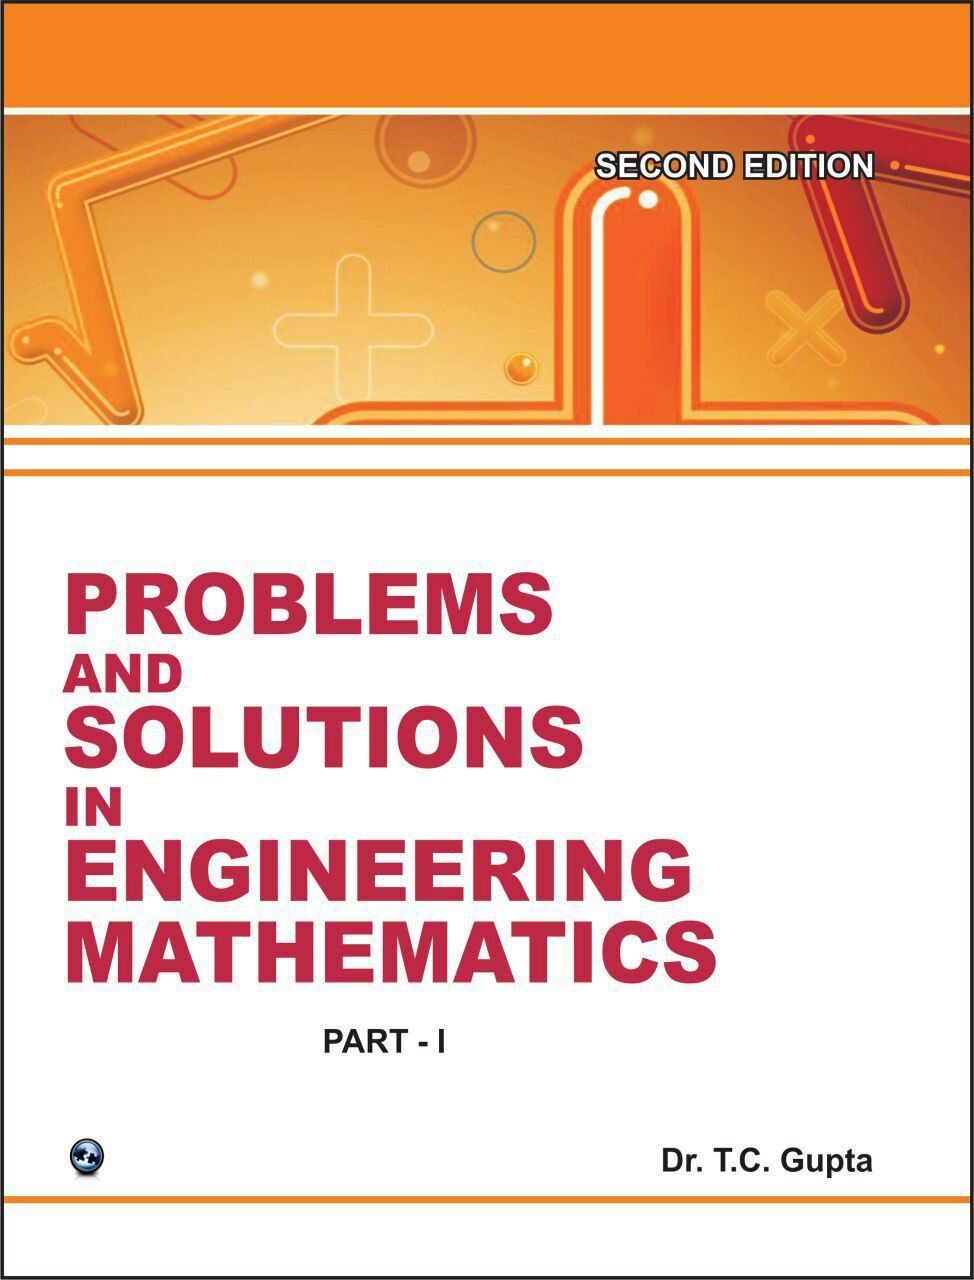 SECOND EDITION
PROBLEMS
AND
SOLUTIONS
IN
ENGINEERING
MATHEMATICS
PART - I
Dr. T.C. Gupta